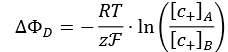 ΔΦ_D = − RT/zℱ · ln([c₊]_A/[c₊]_B)